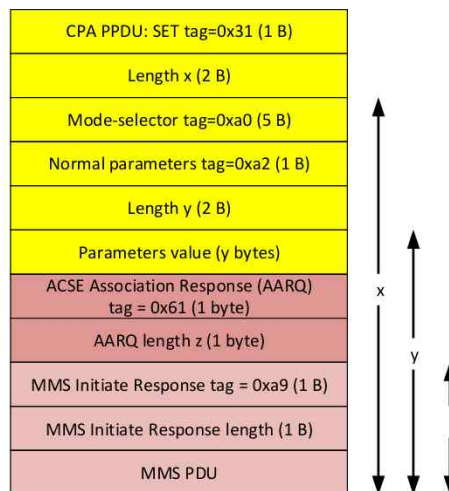 CPA PPDU: SET tag=0x31 (1 B)
Length x (2 B)
Mode-selector tag=0xa0 (5 B)
Normal parameters tag=0xa2 (1 B)
Length y (2 B)
Parameters value (y bytes)
ACSE Association Response (AARQ)
tag = 0x61 (1 byte)
AARQ length z (1 byte)
MMS Initiate Response tag = 0xa9 (1 B)
MMS Initiate Response length (1 B)
MMS PDU
x
y